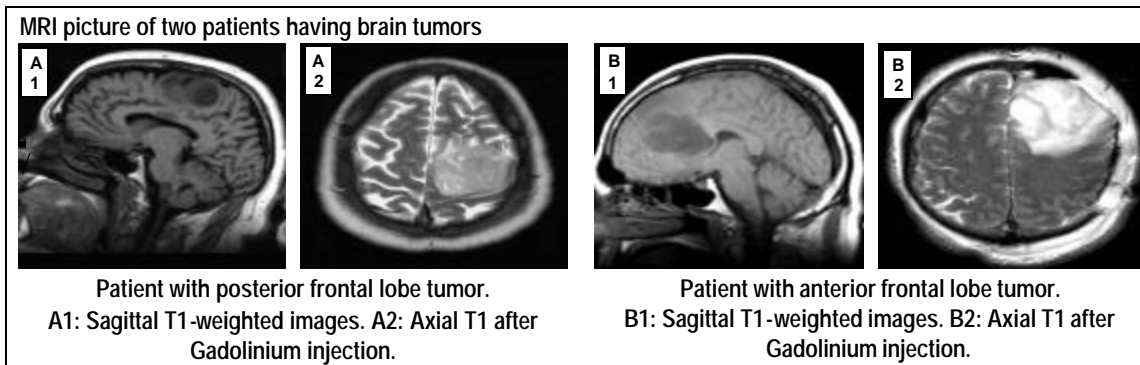 MRI picture of two patients having brain tumors
A
1
A
2
B
1
B
2
Patient with posterior frontal lobe tumor.
A1: Sagittal T1-weighted images. A2: Axial T1 after
Gadolinium injection.
Patient with anterior frontal lobe tumor.
B1: Sagittal T1-weighted images. B2: Axial T1 after
Gadolinium injection.